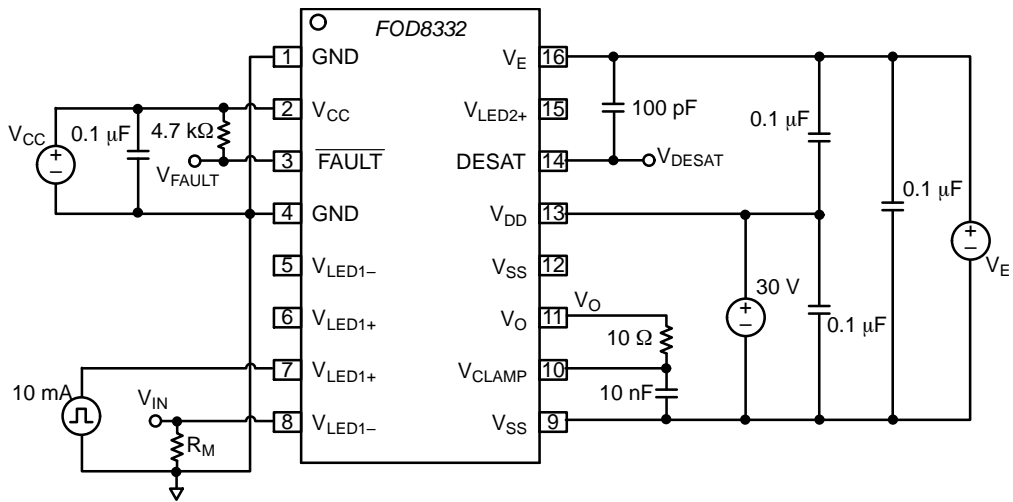 FOD8332
1 GND
2 VCC
3 FAULT
4 GND
5 VLED1–
6 VLED1+
7 VLED1+
8 VLED1–
VE 16
VLED2+ 15
DESAT 14
VDD 13
VSS 12
VO 11
VCLAMP 10
VSS 9
VCC
+
–
0.1 μF
4.7 kΩ
VFAULT
10 mA
VIN
RM
100 pF
VDESAT
0.1 μF
0.1 μF
+
–
VE
30 V
+
–
0.1 μF
VO
10 Ω
10 nF